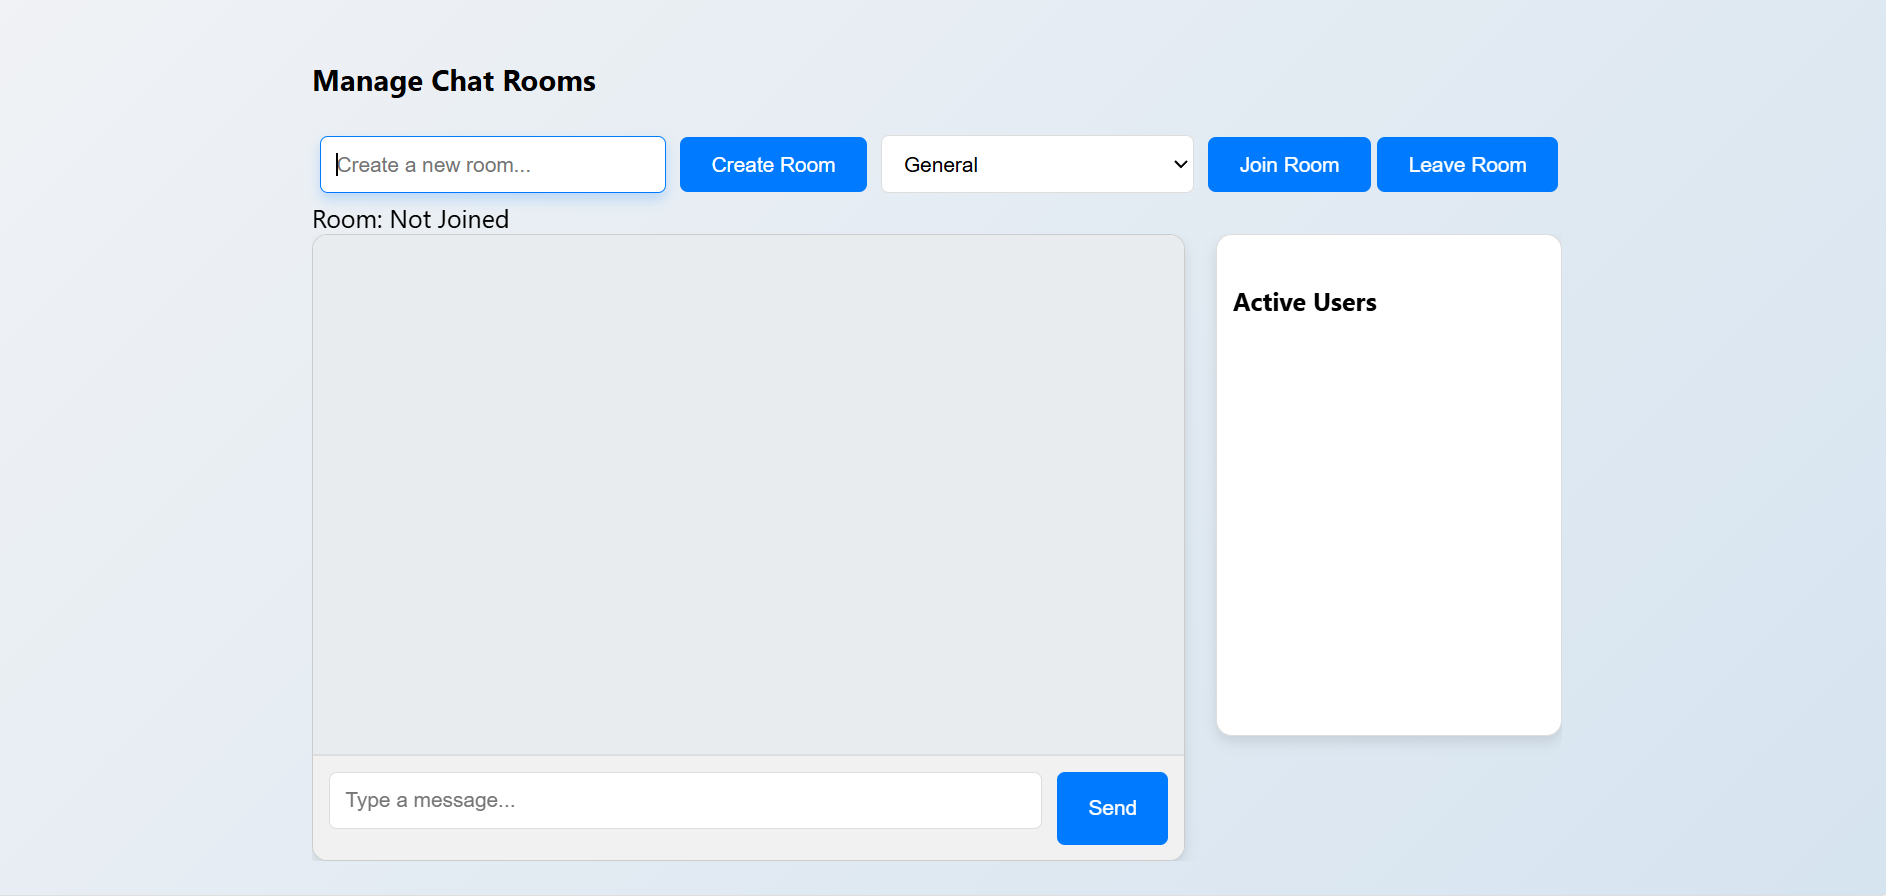 Manage Chat Rooms
Create a new room...
Create Room
General
Join Room
Leave Room
Room: Not Joined
Active Users
Type a message...
Send